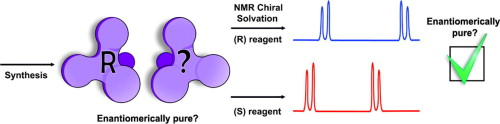 Synthesis
R
?
Enantiomerically pure?
NMR Chiral
Solvation
(R) reagent
(S) reagent
Enantiomerically
pure?